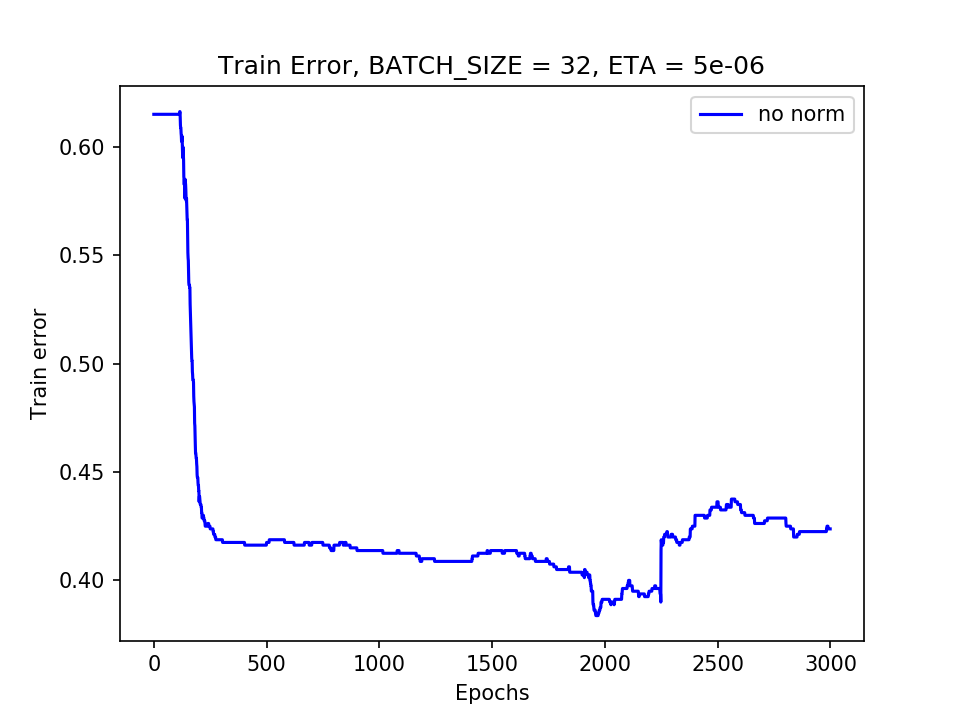 Train Error, BATCH_SIZE = 32, ETA = 5e-06
no norm
0.60
0.55
0.50
0.45
0.40
Train error
0 500 1000 1500 2000 2500 3000
Epochs